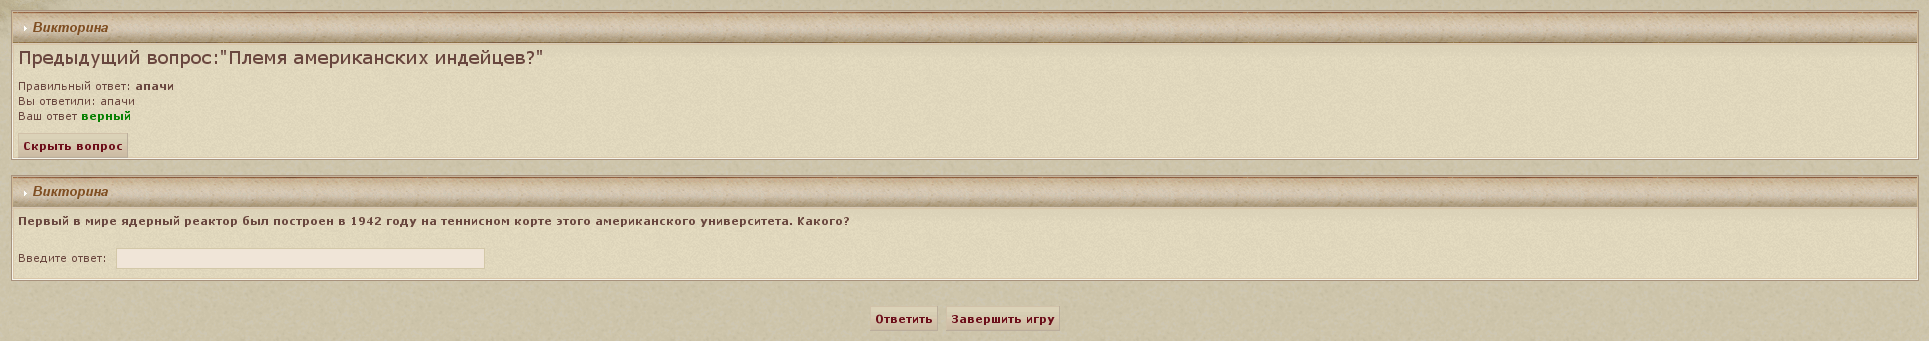 Викторина
Предыдущий вопрос:"Племя американских индейцев?"
Правильный ответ: апачи
Вы ответили: апачи
Ваш ответ верный
Скрыть вопрос
Викторина
Первый в мире ядерный реактор был построен в 1942 году на теннисном корте этого американского университета. Какого?
Введите ответ:
Ответить Завершить игру